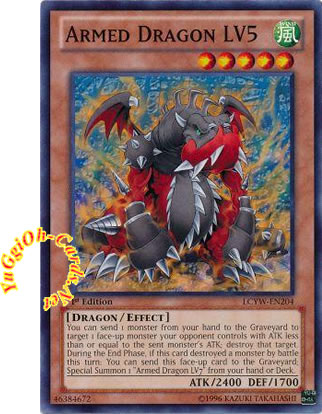 ARMED DRAGON LV5
風
YuGgiOh-Cards.Net
1st Edition
LCYW-EN204
[DRAGON / EFFECT]
You can send 1 monster from your hand to the Graveyard to
target 1 face-up monster your opponent controls with ATK less
than or equal to the sent monster's ATK; destroy that target.
During the End Phase, if this card destroyed a monster by battle
this turn: You can send this face-up card to the Graveyard;
Special Summon 1 "Armed Dragon LV7" from your hand or Deck.
ATK/2400 DEF/1700
46384672
©1996 KAZUKI TAKAHASHI